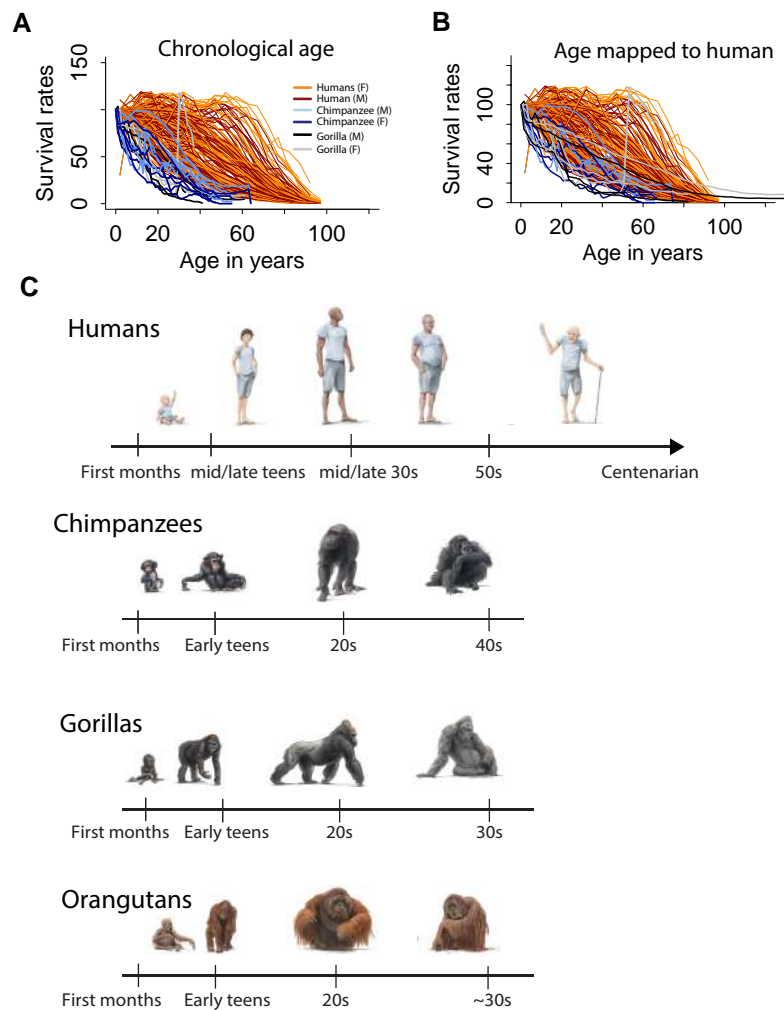 A
Chronological age
Survival rates
150
50
0
Humans (F)
Human (M)
Chimpanzee (M)
Chimpanzee (F)
Gorilla (M)
Gorilla (F)
0 20 60 100
Age in years
B
Age mapped to human
Survival rates
100
40
0
0 20 60 100
Age in years
C
Humans
First months mid/late teens mid/late 30s 50s Centenarian
Chimpanzees
First months Early teens 20s 40s
Gorillas
First months Early teens 20s 30s
Orangutans
First months Early teens 20s ~30s